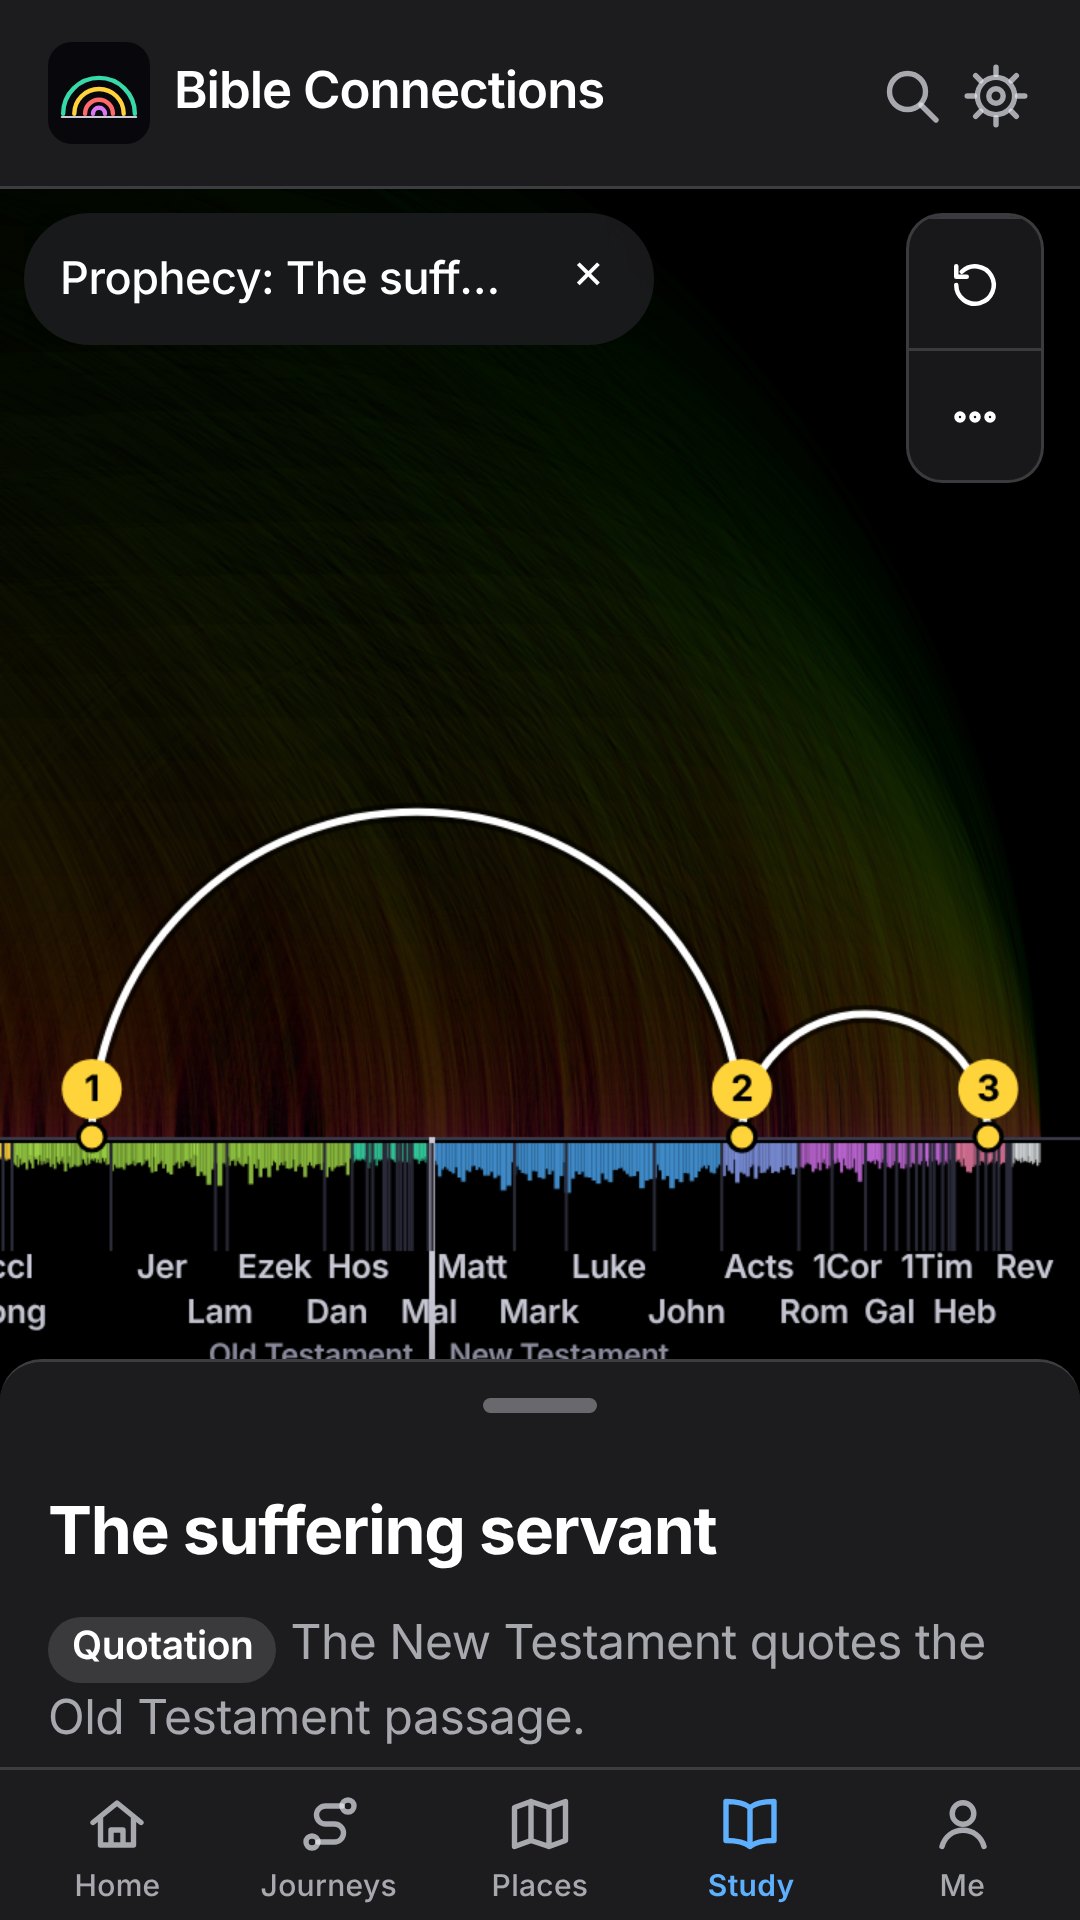 Bible Connections
Prophecy: The suff... ×
1 2 3
ccl Jer Ezek Hos Matt Luke Acts 1Cor 1Tim Rev
ong Lam Dan Mal Mark John Rom Gal Heb
Old Testament New Testament
The suffering servant
Quotation The New Testament quotes the
Old Testament passage.
Home Journeys Places Study Me